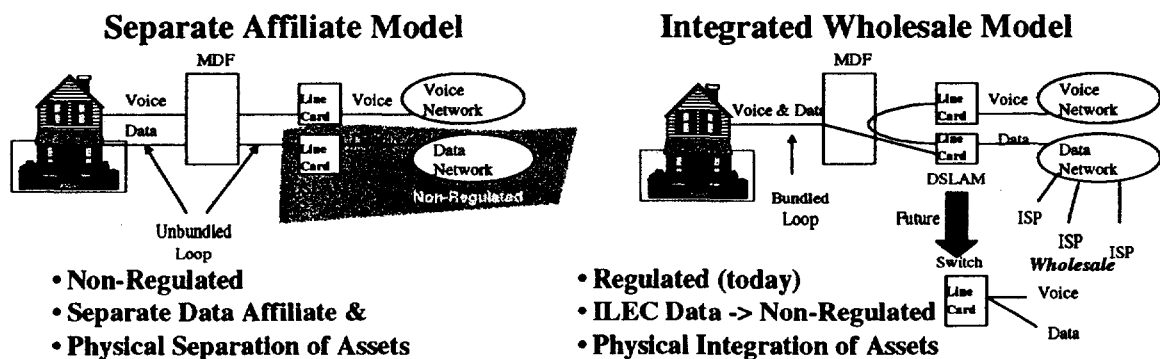 Separate Affiliate Model
MDF
Voice
Data
Line
Card
Voice
Voice
Network
Line
Card
Data
Network
Non-Regulated
Unbundled
Loop
• Non-Regulated
• Separate Data Affiliate &
• Physical Separation of Assets
Integrated Wholesale Model
MDF
Voice & Data
Line
Card
Voice
Voice
Network
Line
Card
Data
Data
Network
DSLAM
Bundled
Loop
Future
ISP
ISP
ISP
Wholesale
Switch
Line
Card
Voice
Data
• Regulated (today)
• ILEC Data -> Non-Regulated
• Physical Integration of Assets